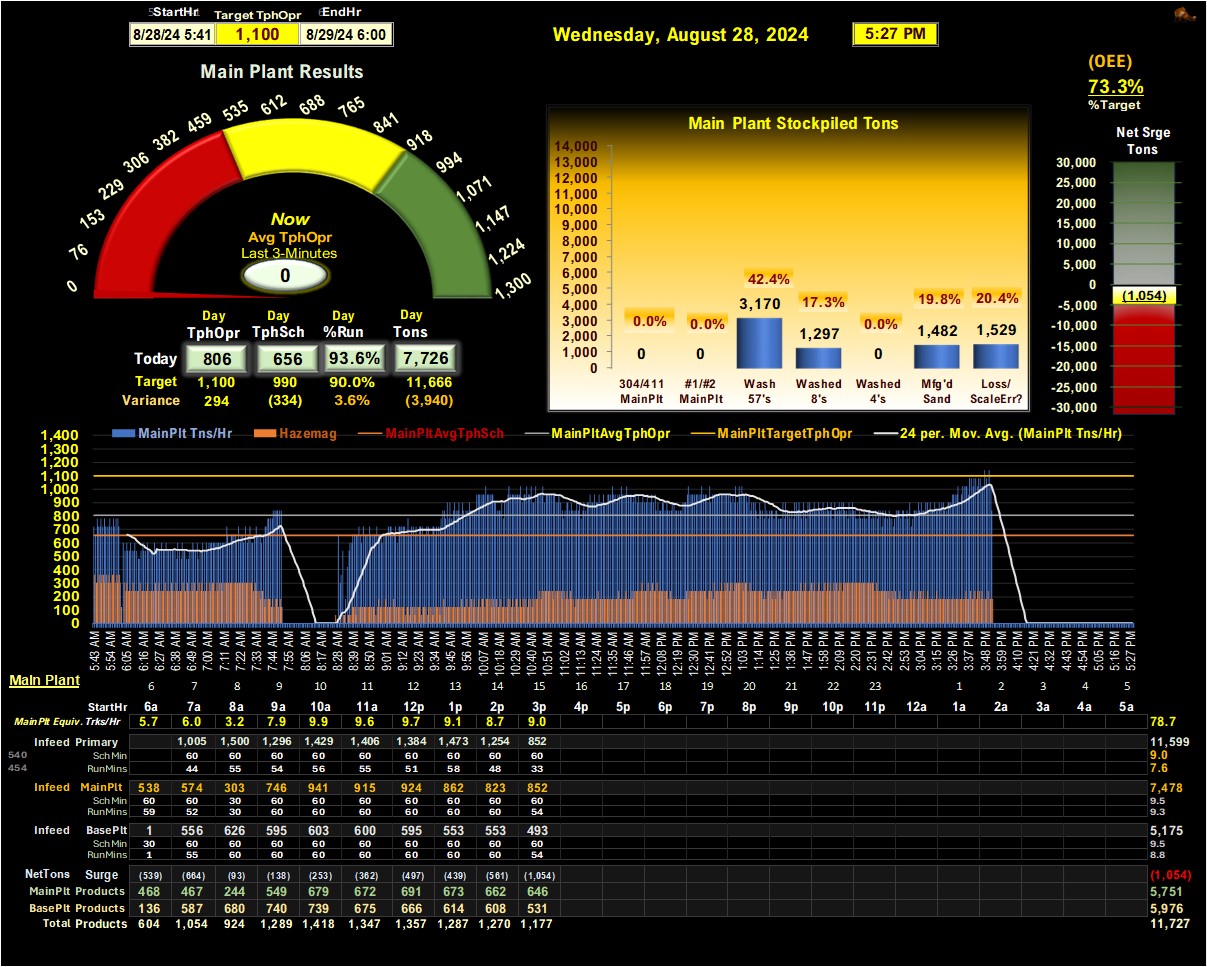 StartHr Target TphOpr EndHr
8/28/24 5:41 1,100 8/29/24 6:00
Wednesday, August 28, 2024 5:27 PM
(OEE)
73.3%
%Target
Main Plant Results
0 76 153 229 306 382 459 535 612 688 765 841 918 994 1,071 1,147 1,224 1,300
Now
Avg TphOpr
Last 3-Minutes
0
Day Day Day Day
TphOpr TphSch %Run Tons
Today 806 656 93.6% 7,726
Target 1,100 990 90.0% 11,666
Variance 294 (334) 3.6% (3,940)
Main Plant Stockpiled Tons
14,000
13,000
12,000
11,000
10,000
9,000
8,000
7,000
6,000
5,000
4,000
3,000
2,000
1,000
0
0.0% 0.0% 42.4% 17.3% 0.0% 19.8% 20.4%
0 0 3,170 1,297 0 1,482 1,529
304/411 #1/#2 Wash Washed Washed Mfg'd Loss/
MainPlt MainPlt 57's 8's 4's Sand ScaleErr?
Net Srge
Tons
30,000
25,000
20,000
15,000
10,000
5,000
0
(1,054)
-5,000
-10,000
-15,000
-20,000
-25,000
-30,000
MainPlt Tns/Hr Hazemag MainPltAvgTphSch MainPltAvgTphOpr MainPltTargetTphOpr 24 per. Mov. Avg. (MainPlt Tns/Hr)
1,400
1,300
1,200
1,100
1,000
900
800
700
600
500
400
300
200
100
0
5:43 AM 5:54 AM 6:05 AM 6:16 AM 6:27 AM 6:38 AM 6:49 AM 7:00 AM 7:11 AM 7:22 AM 7:33 AM 7:44 AM 7:55 AM 8:06 AM 8:17 AM 8:28 AM 8:50 AM 9:01 AM 9:12 AM 9:23 AM 9:34 AM 9:45 AM 9:56 AM 10:07 AM 10:18 AM 10:29 AM 10:40 AM 10:51 AM 11:02 AM 11:13 AM 11:24 AM 11:35 AM 11:46 AM 11:57 AM 12:08 PM 12:19 PM 12:30 PM 12:41 PM 12:52 PM 1:03 PM 1:14 PM 1:25 PM 1:36 PM 1:47 PM 1:58 PM 2:09 PM 2:20 PM 2:31 PM 2:42 PM 2:53 PM 3:04 PM 3:15 PM 3:26 PM 3:37 PM 3:48 PM 3:59 PM 4:10 PM 4:21 PM 4:32 PM 4:43 PM 4:54 PM 5:05 PM 5:16 PM 5:27 PM
Main Plant
6 7 8 9 10 11 12 13 14 15 16 17 18 19 20 21 22 23 1 2 3 4 5
StartHr 6a 7a 8a 9a 10a 11a 12p 1p 2p 3p 4p 5p 6p 7p 8p 9p 10p 11p 12a 1a 2a 3a 4a 5a
MainPlt Equiv. Trks/Hr 5.7 6.0 3.2 7.9 9.9 9.6 9.7 9.1 8.7 9.0 78.7
Infeed Primary 1,005 1,500 1,296 1,429 1,406 1,384 1,473 1,254 852 11,599
540 Sch Min 60 60 60 60 60 60 60 60 60 9.0
454 RunMins 44 55 54 56 55 51 58 48 33 7.6
Infeed MainPlt 538 574 303 746 941 915 924 862 823 852 7,478
Sch Min 60 60 30 60 60 60 60 60 60 60 9.5
RunMins 59 52 30 60 60 60 60 60 60 54 9.3
Infeed BasePlt 1 556 626 595 603 600 595 553 553 493 5,175
Sch Min 30 60 60 60 60 60 60 60 60 60 9.5
RunMins 1 55 60 60 60 60 60 60 60 54 8.8
NetTons Surge (539) (664) (93) (138) (253) (362) (497) (439) (561) (1,054) (1,054)
MainPlt Products 468 467 244 549 679 672 691 673 662 646 5,751
BasePlt Products 136 587 680 740 739 675 666 614 608 531 5,976
Total Products 604 1,054 924 1,289 1,418 1,347 1,357 1,287 1,270 1,177 11,727